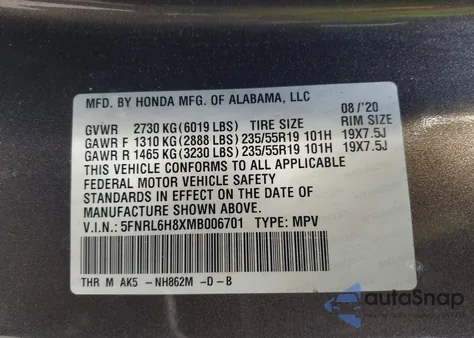 MFD. BY HONDA MFG. OF ALABAMA, LLC
08/'20
GVWR 2730 KG(6019 LBS) TIRE SIZE RIM SIZE
GAWR F 1310 KG(2888 LBS) 235/55R19 101H 19X7.5J
GAWR R 1465 KG(3230 LBS) 235/55R19 101H 19X7.5J
THIS VEHICLE CONFORMS TO ALL APPLICABLE
FEDERAL MOTOR VEHICLE SAFETY
STANDARDS IN EFFECT ON THE DATE OF
MANUFACTURE SHOWN ABOVE.
V.I.N.: 5FNRL6H8XMB006701 TYPE: MPV
THR M AK5 -NH862M -D -B
autoSnap